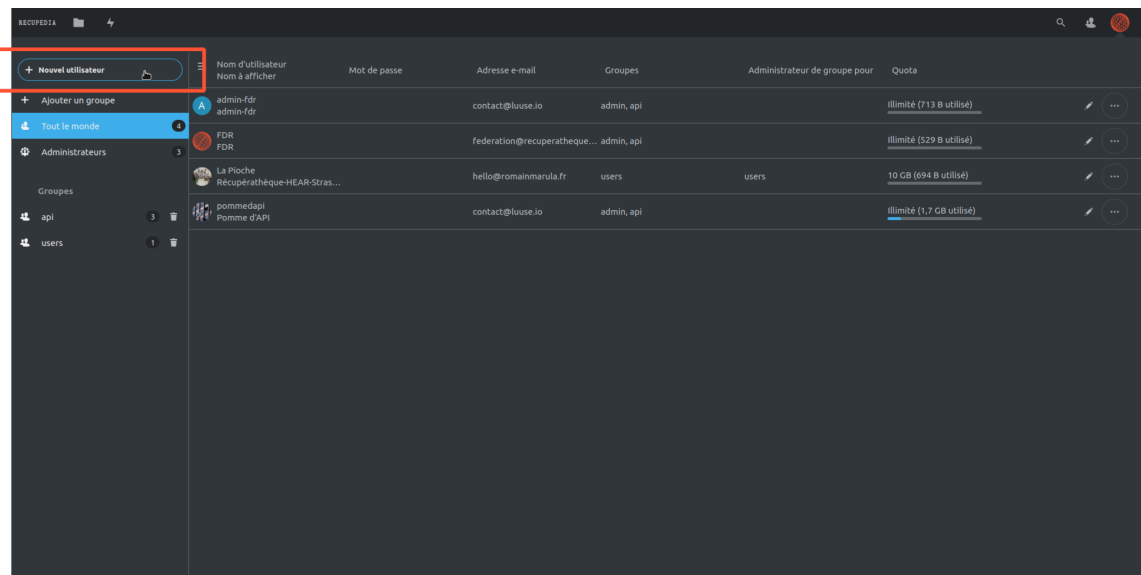 RECUPEDIA
+ Nouvel utilisateur
+ Ajouter un groupe
Tout le monde 4
Administrateurs 3
Groupes
api 3
users 1
Nom d'utilisateur
Nom à afficher
Mot de passe
Adresse e-mail
Groupes
Administrateur de groupe pour
Quota
A
admin-fdr
admin-fdr
contact@luuse.io
admin, api
Illimité (713 B utilisé)
FDR
FDR
federation@recuperatheque...
admin, api
Illimité (529 B utilisé)
La Pioche
Récupérathèque-HEAR-Stras...
hello@romainmarula.fr
users
users
10 GB (694 B utilisé)
pommedapi
Pomme d'API
contact@luuse.io
admin, api
Illimité (1,7 GB utilisé)